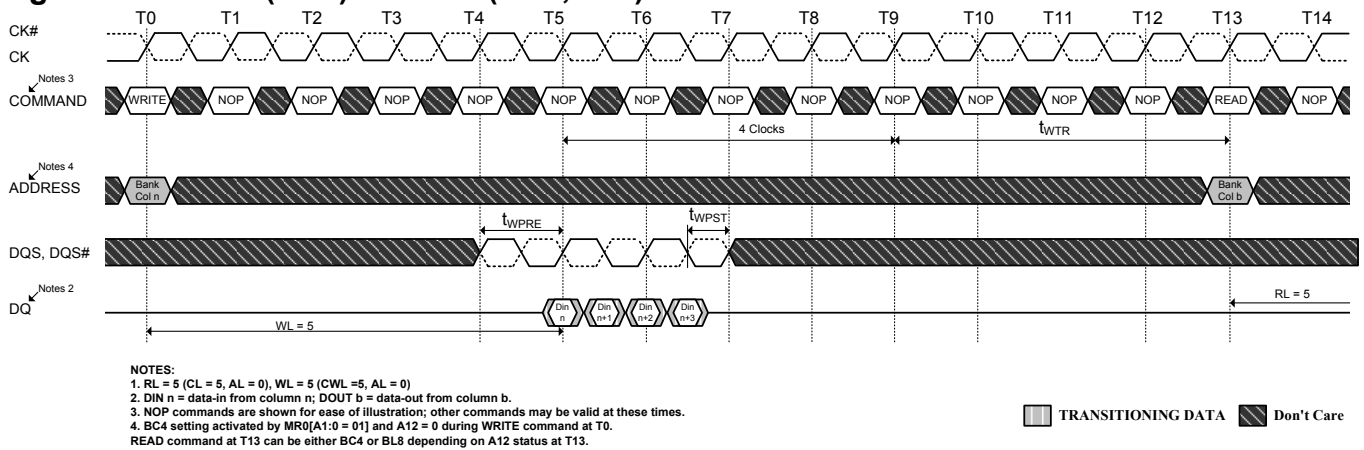 T0 T1 T2 T3 T4 T5 T6 T7 T8 T9 T10 T11 T12 T13 T14
CK#
CK
Notes 3
COMMAND WRITE NOP NOP NOP NOP NOP NOP NOP NOP NOP NOP NOP NOP READ NOP
4 Clocks tWTR
Notes 4
ADDRESS Bank Col n Bank Col b
tWPRE tWPST
DQS, DQS#
Notes 2
DQ Din n Din n+1 Din n+2 Din n+3
WL = 5 RL = 5
NOTES:
1. RL = 5 (CL = 5, AL = 0), WL = 5 (CWL =5, AL = 0)
2. DIN n = data-in from column n; DOUT b = data-out from column b.
3. NOP commands are shown for ease of illustration; other commands may be valid at these times.
4. BC4 setting activated by MR0[A1:0 = 01] and A12 = 0 during WRITE command at T0.
READ command at T13 can be either BC4 or BL8 depending on A12 status at T13.
TRANSITIONING DATA Don't Care